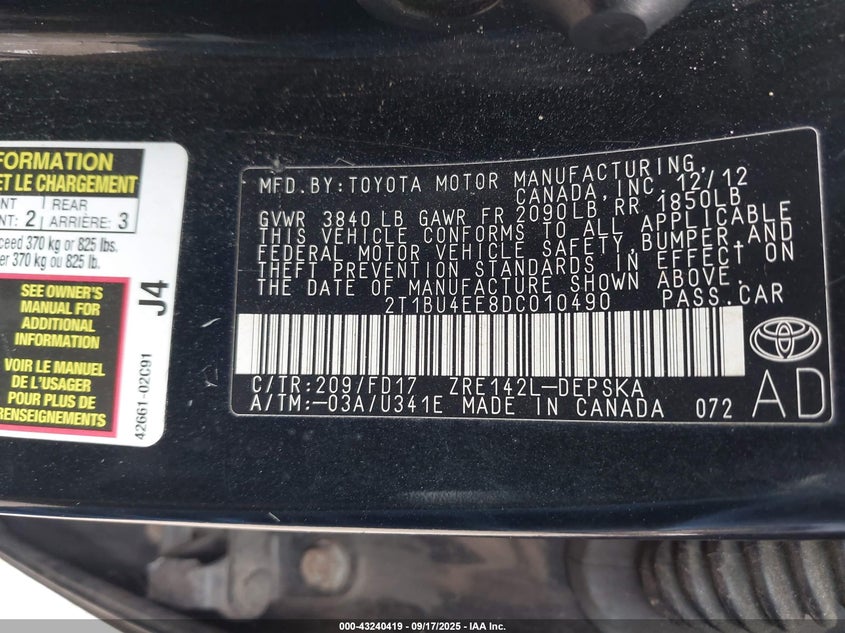 FORMATION
ET LE CHARGEMENT
NT 2 | 1 REAR
ARRIÈRE: 3
ceed 370 kg or 825 lbs.
er 370 kg ou 825 lb.
SEE OWNER'S
MANUAL FOR
ADDITIONAL
INFORMATION
VOIR LE MANUEL
DE L'USAGER
POUR PLUS DE
RENSEIGNEMENTS
J4
42661-02C91
MFD.BY:TOYOTA MOTOR MANUFACTURING,
CANADA, INC. 12/12
GVWR 3840 LB GAWR FR 2090LB, RR 1850LB
THIS VEHICLE CONFORMS TO ALL APPLICABLE
FEDERAL MOTOR VEHICLE SAFETY, BUMPER, AND
THEFT PREVENTION STANDARDS IN EFFECT ON
THE DATE OF MANUFACTURE SHOWN ABOVE.
2T1BU4EE8DC010490 PASS.CAR
C/TR:209/FD17 ZRE142L-DEPSKA
A/TM:-03A/U341E MADE IN CANADA 072
AD
000-43240419 - 09/17/2025 - IAA Inc.